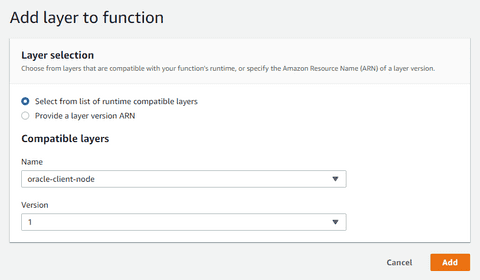 Add layer to function
Layer selection
Choose from layers that are compatible with your function's runtime, or specify the Amazon Resource Name (ARN) of a layer version.
Select from list of runtime compatible layers
Provide a layer version ARN
Compatible layers
Name
oracle-client-node
Version
1
Cancel
Add